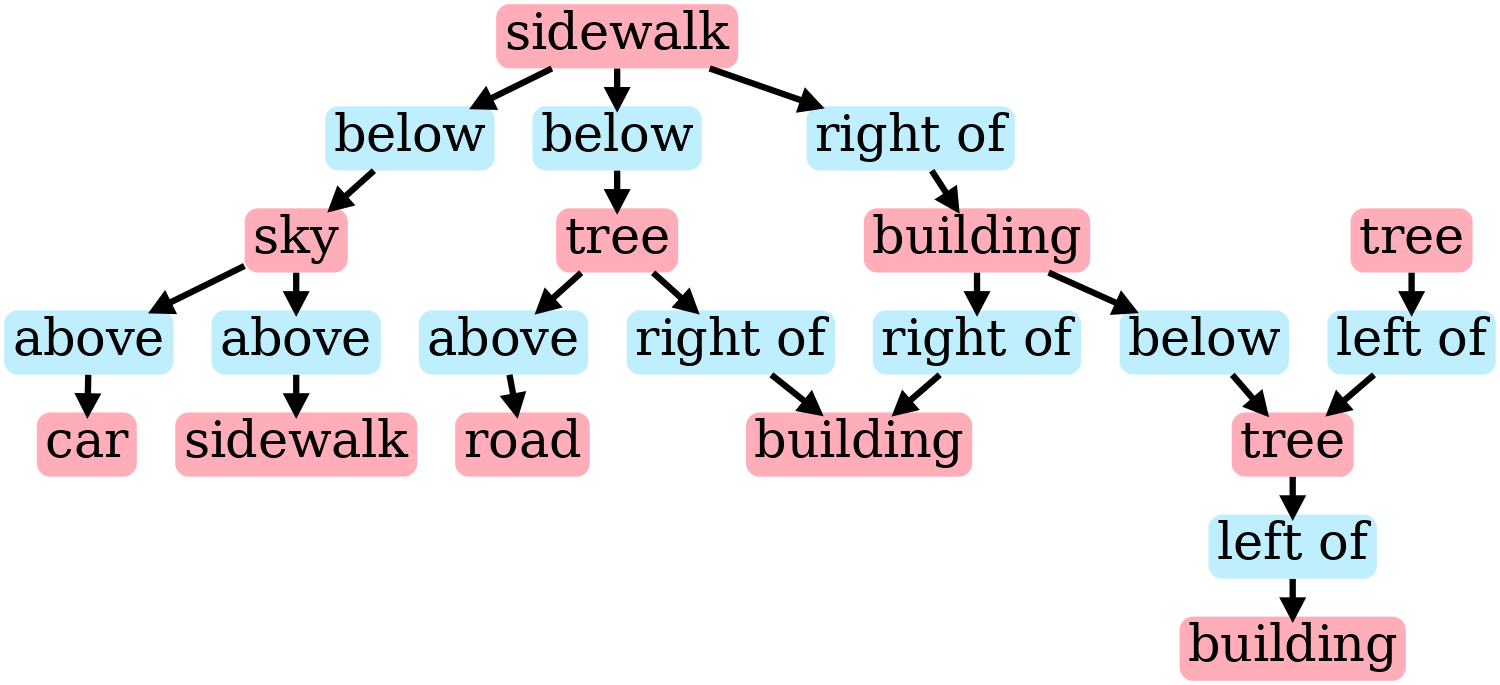 sidewalk
below
below
right of
sky
tree
building
tree
above
above
above
right of
right of
below
left of
car
sidewalk
road
building
tree
left of
building